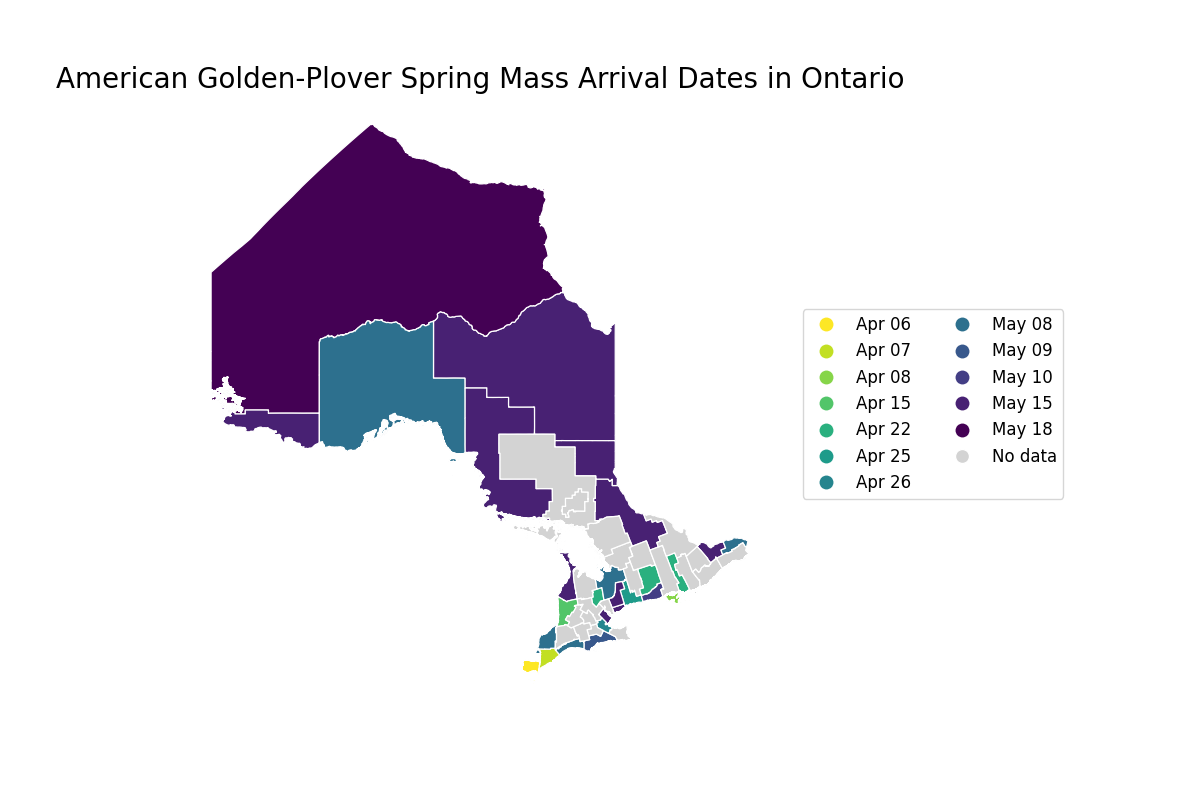 American Golden-Plover Spring Mass Arrival Dates in Ontario
Apr 06
Apr 07
Apr 08
Apr 15
Apr 22
Apr 25
Apr 26
May 08
May 09
May 10
May 15
May 18
No data